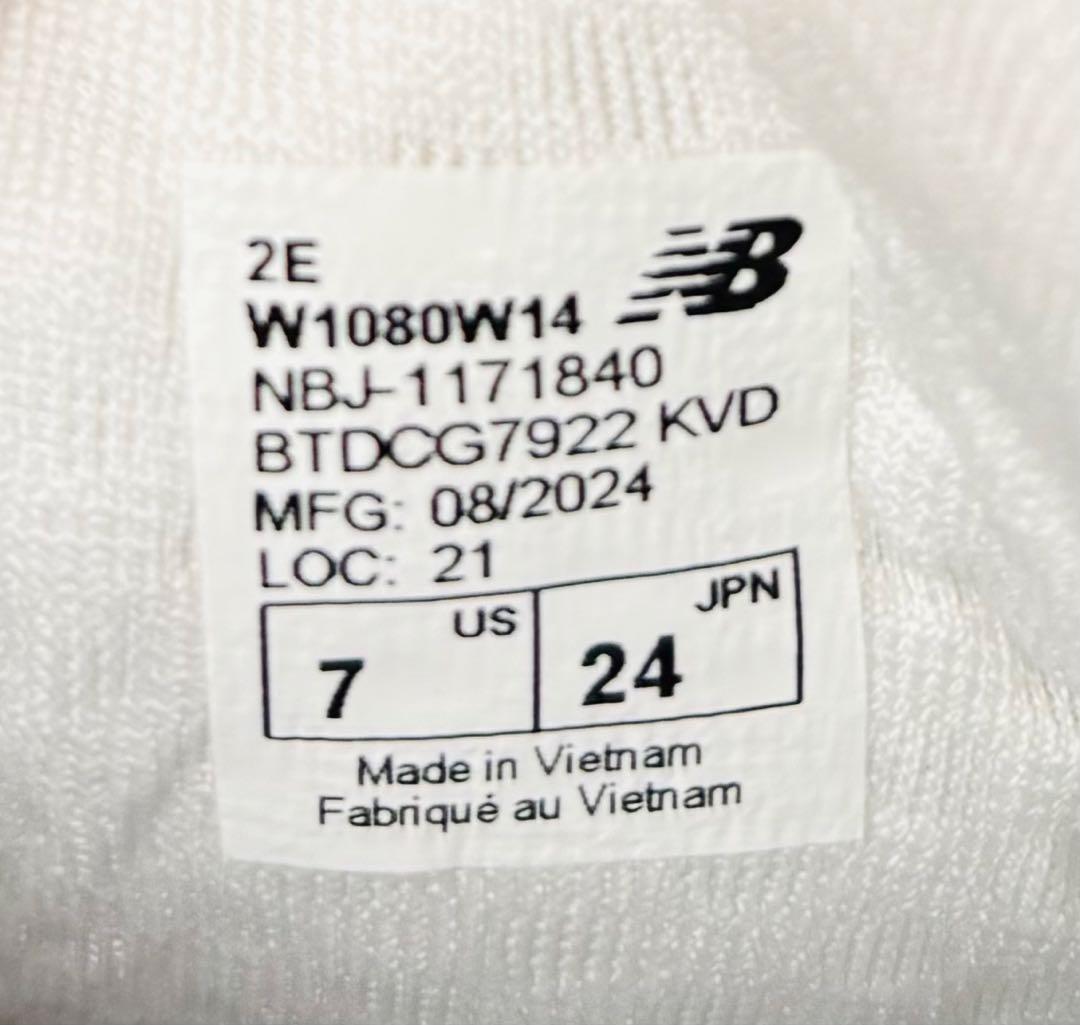 2E
W1080W14
NB
NBJ-1171840
BTDCG7922 KVD
MFG: 08/2024
LOC: 21
US JPN
7 24
Made in Vietnam
Fabriqué au Vietnam